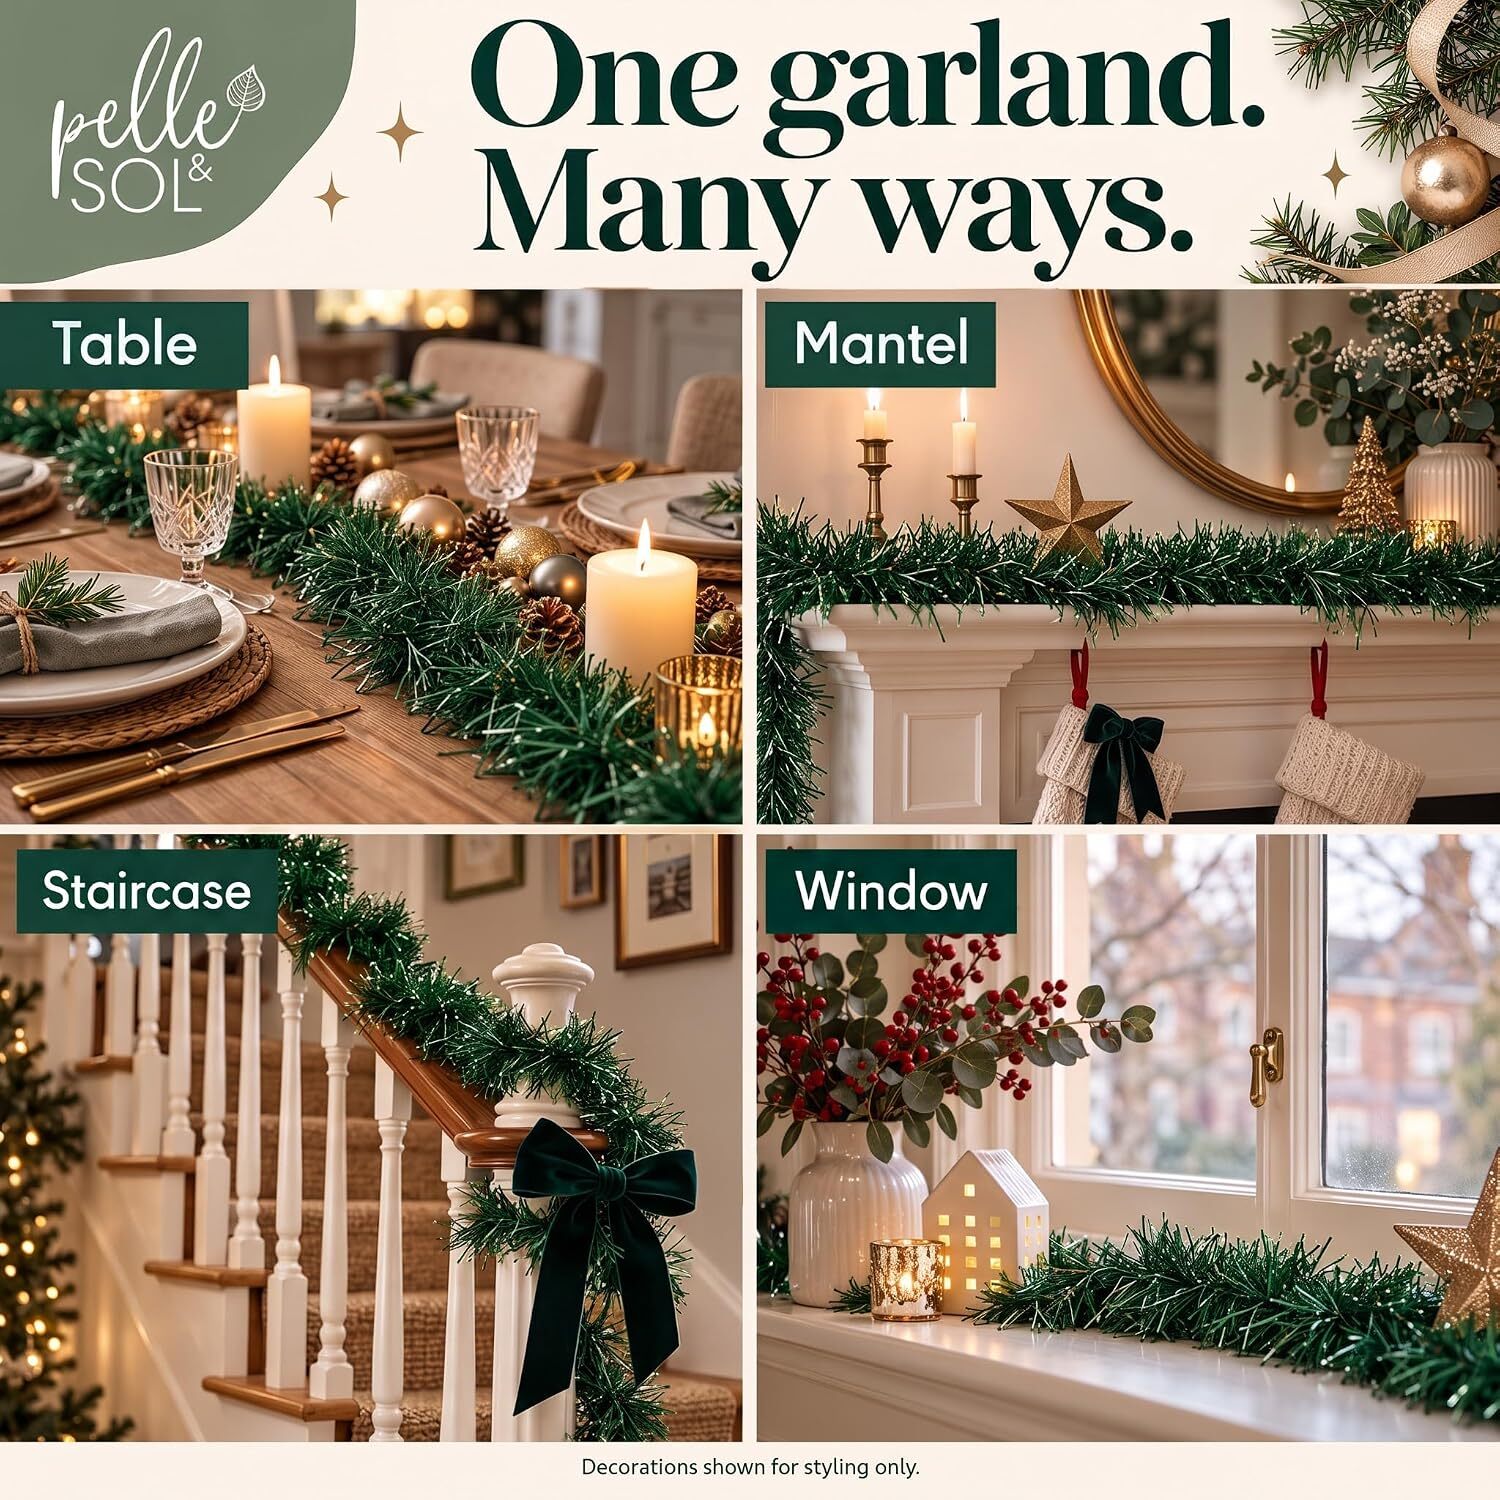 pelle
& SOL
One garland.
Many ways.
Table
Mantel
Staircase
Window
Decorations shown for styling only.